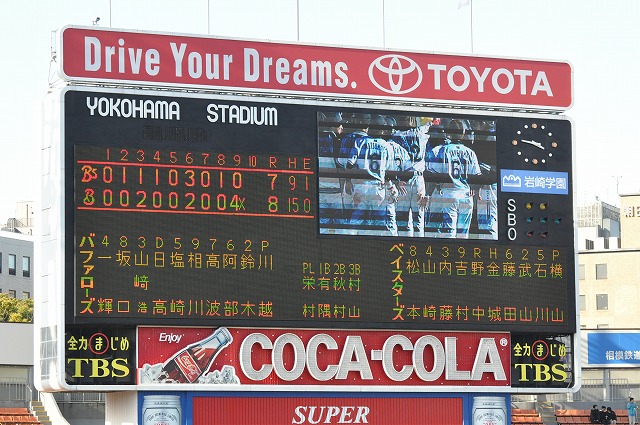 Drive Your Dreams. TOYOTA
YOKOHAMA STADIUM
1 2 3 4 5 6 7 8 9 10 R H E
Bs 0 1 1 1 0 3 0 1 0 7 9 1
B 0 0 2 0 0 2 0 0 4X 8 15 0
岩崎学園
S
B
O
バファローズ
4 8 3 D 5 9 7 6 2 P
一 坂 山 日 塩 相 高 阿 鈴 川
輝 口 崎 浩 高 崎 川 波 部 木 越
PL 1B 2B 3B
栄 有 秋 村
村 隅 村 山
ベイスターズ
8 4 3 9 R H 6 2 5 P
松 山 内 吉 野 金 藤 武 石 横
本 崎 藤 村 中 城 田 山 川 山
全力まじめ
TBS
Enjoy
Coca-Cola
COCA-COLA®
全力まじめ
TBS
SUPER
相模鉄道